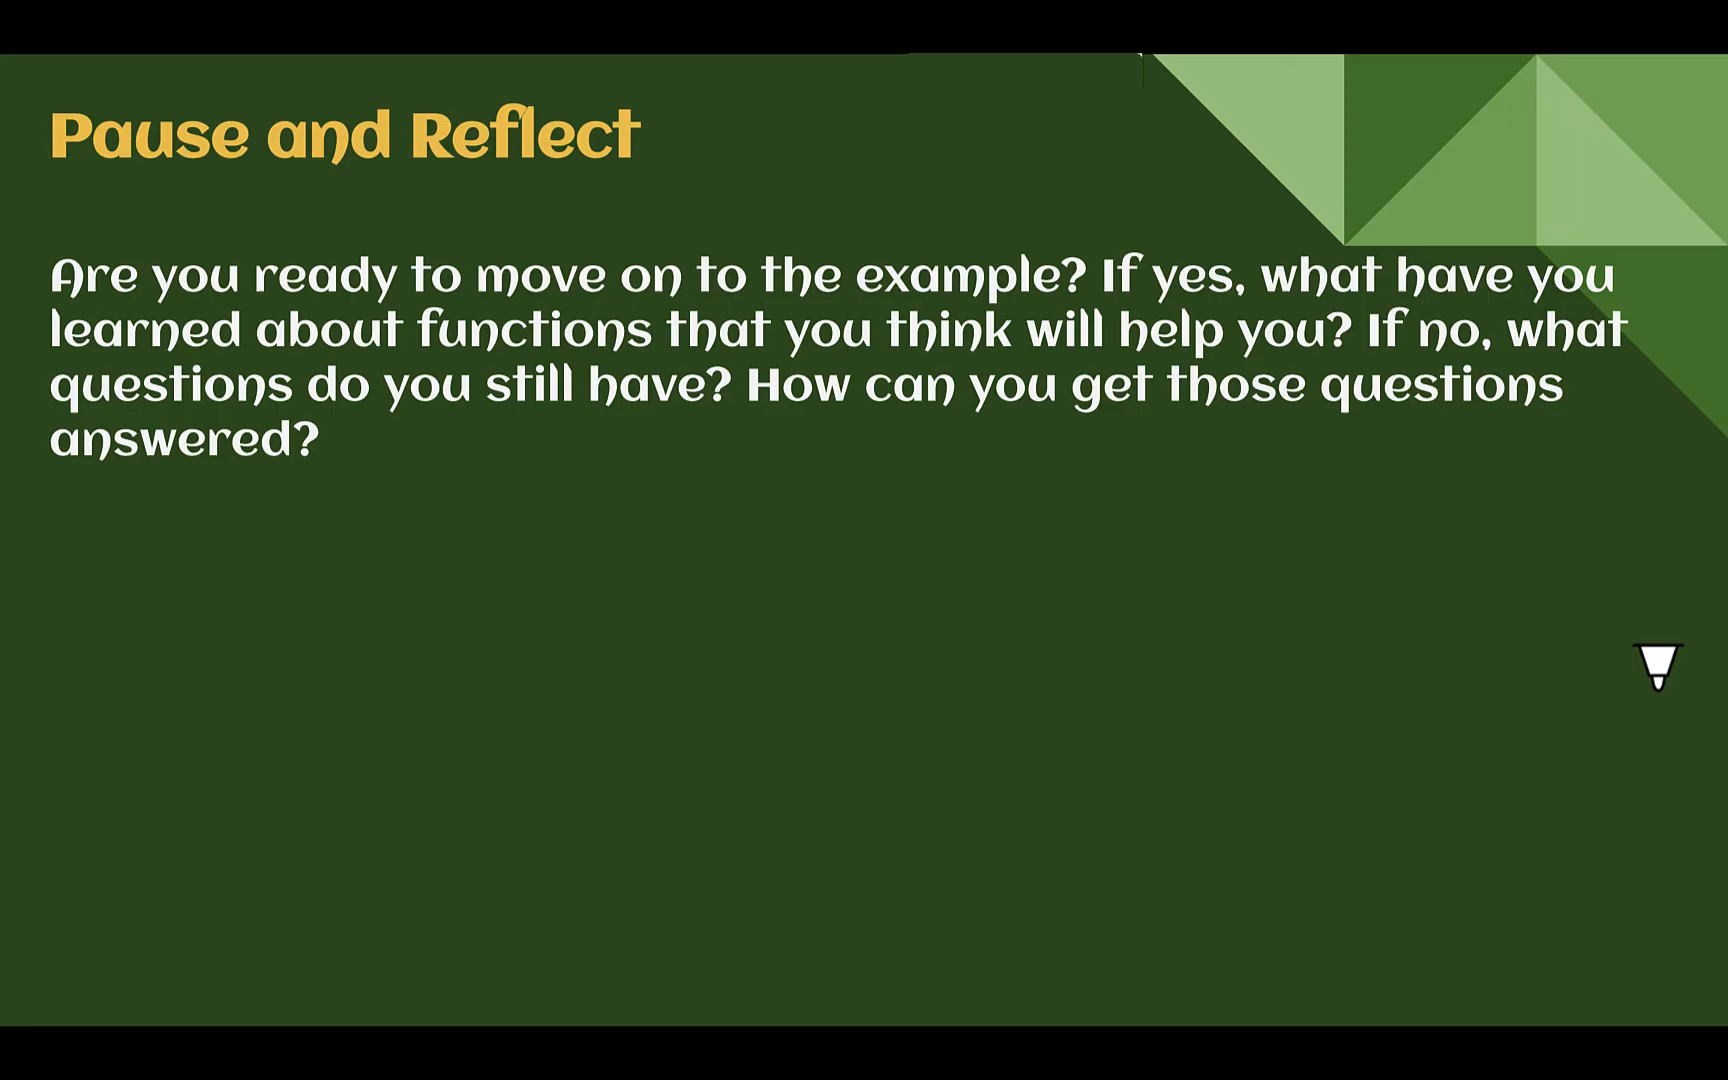 Pause and Reflect
Are you ready to move on to the example? If yes, what have you
learned about functions that you think will help you? If no, what
questions do you still have? How can you get those questions
answered?